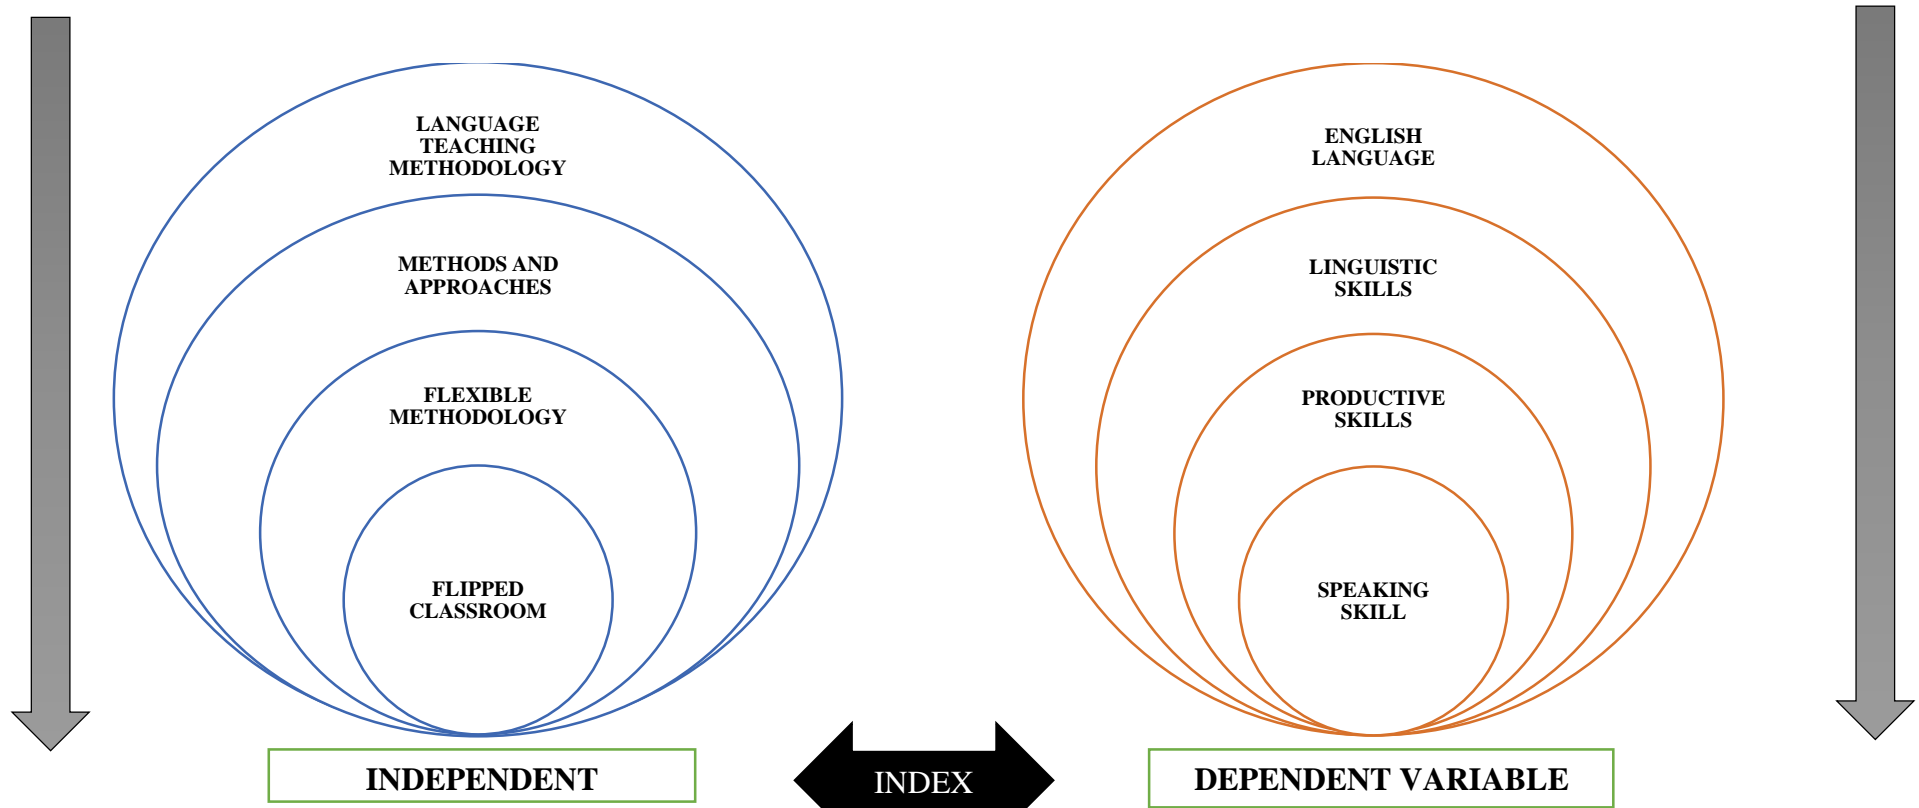 LANGUAGE
TEACHING
METHODOLOGY
METHODS AND
APPROACHES
FLEXIBLE
METHODOLOGY
FLIPPED
CLASSROOM
INDEPENDENT
ENGLISH
LANGUAGE
LINGUISTIC
SKILLS
PRODUCTIVE
SKILLS
SPEAKING
SKILL
INDEX
DEPENDENT VARIABLE